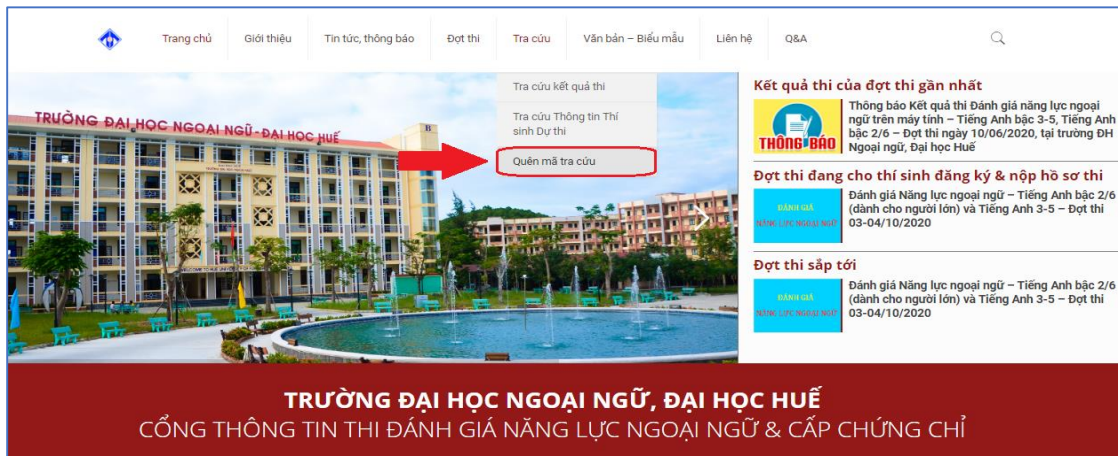 Trang chủ Giới thiệu Tin tức, thông báo Đợt thi Tra cứu Văn bản – Biểu mẫu Liên hệ Q&A
Tra cứu kết quả thi
Tra cứu Thông tin Thí
sinh Dự thi
Quên mã tra cứu
TRƯỜNG ĐẠI HỌC NGOẠI NGỮ - ĐẠI HỌC HUẾ
B
Kết quả thi của đợt thi gần nhất
THÔNG BÁO
Thông báo Kết quả thi Đánh giá năng lực ngoại
ngữ trên máy tính – Tiếng Anh bậc 3-5, Tiếng Anh
bậc 2/6 – Đợt thi ngày 10/06/2020, tại trường ĐH
Ngoại ngữ, Đại học Huế
Đợt thi đang cho thí sinh đăng ký & nộp hồ sơ thi
ĐÁNH GIÁ
NĂNG LỰC NGOẠI NGỮ
Đánh giá Năng lực ngoại ngữ – Tiếng Anh bậc 2/6
(dành cho người lớn) và Tiếng Anh 3-5 – Đợt thi
03-04/10/2020
Đợt thi sắp tới
ĐÁNH GIÁ
NĂNG LỰC NGOẠI NGỮ
Đánh giá Năng lực ngoại ngữ – Tiếng Anh bậc 2/6
(dành cho người lớn) và Tiếng Anh 3-5 – Đợt thi
03-04/10/2020
TRƯỜNG ĐẠI HỌC NGOẠI NGỮ, ĐẠI HỌC HUẾ
CỔNG THÔNG TIN THI ĐÁNH GIÁ NĂNG LỰC NGOẠI NGỮ & CẤP CHỨNG CHỈ